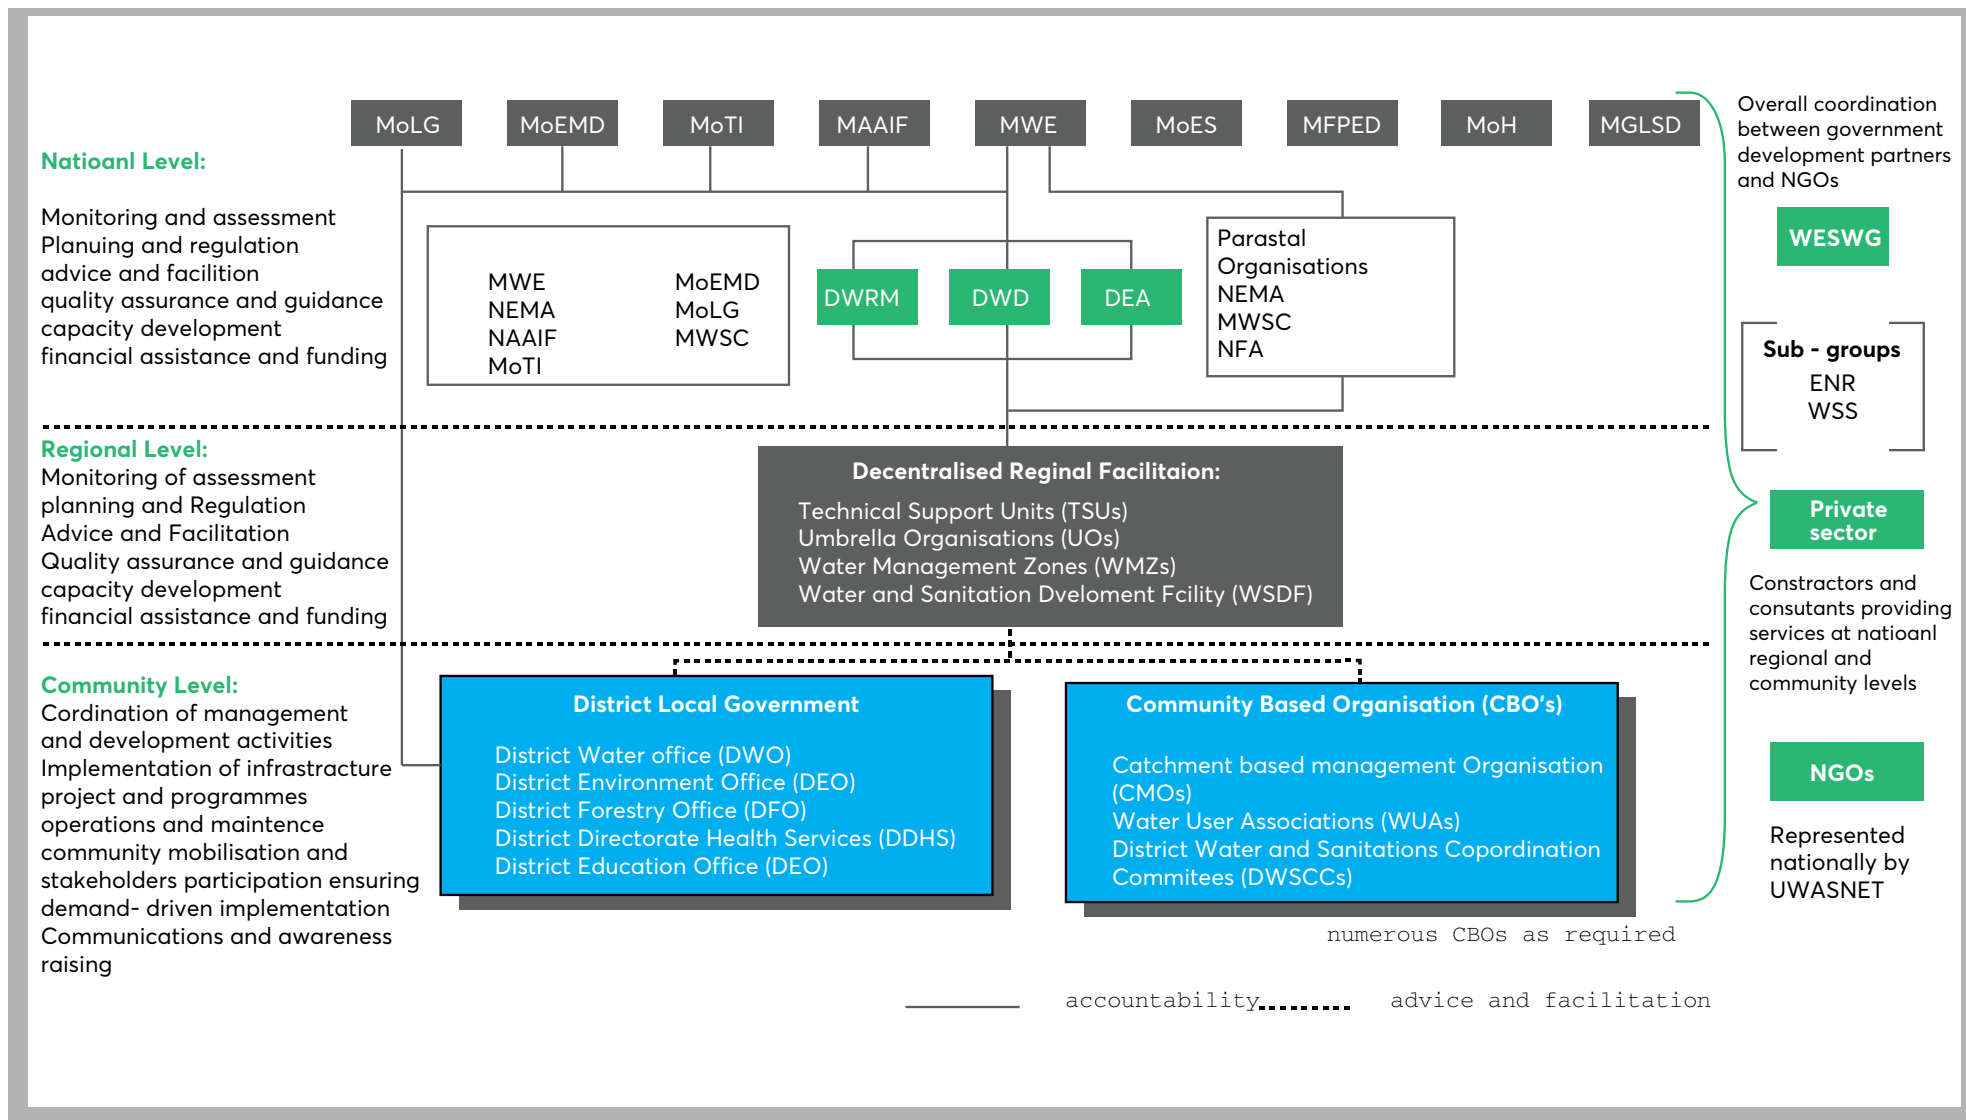 MoLG
MoEMD
MoTI
MAAIF
MWE
MoES
MFPED
MoH
MGLSD
Natioanl Level:
Monitoring and assessment
Planuing and regulation
advice and facilition
quality assurance and guidance
capacity development
financial assistance and funding
MWE
NEMA
NAAIF
MoTI
MoEMD
MoLG
MWSC
DWRM
DWD
DEA
Parastal
Organisations
NEMA
MWSC
NFA
Overall coordination
between government
development partners
and NGOs
WESWG
Sub - groups
ENR
WSS
Regional Level:
Monitoring of assessment
planning and Regulation
Advice and Facilitation
Quality assurance and guidance
capacity development
financial assistance and funding
Decentralised Reginal Facilitaion:
Technical Support Units (TSUs)
Umbrella Organisations (UOs)
Water Management Zones (WMZs)
Water and Sanitation Dveloment Fcility (WSDF)
Private
sector
Constractors and
consutants providing
services at natioanl
regional and
community levels
Community Level:
Cordination of management
and development activities
Implementation of infrastracture
project and programmes
operations and maintence
community mobilisation and
stakeholders participation ensuring
demand- driven implementation
Communications and awareness
raising
District Local Government
District Water office (DWO)
District Environment Office (DEO)
District Forestry Office (DFO)
District Directorate Health Services (DDHS)
District Education Office (DEO)
Community Based Organisation (CBO's)
Catchment based management Organisation
(CMOs)
Water User Associations (WUAs)
District Water and Sanitations Copordination
Commitees (DWSCCs)
numerous CBOs as required
NGOs
Represented
nationally by
UWASNET
accountability
advice and facilitation